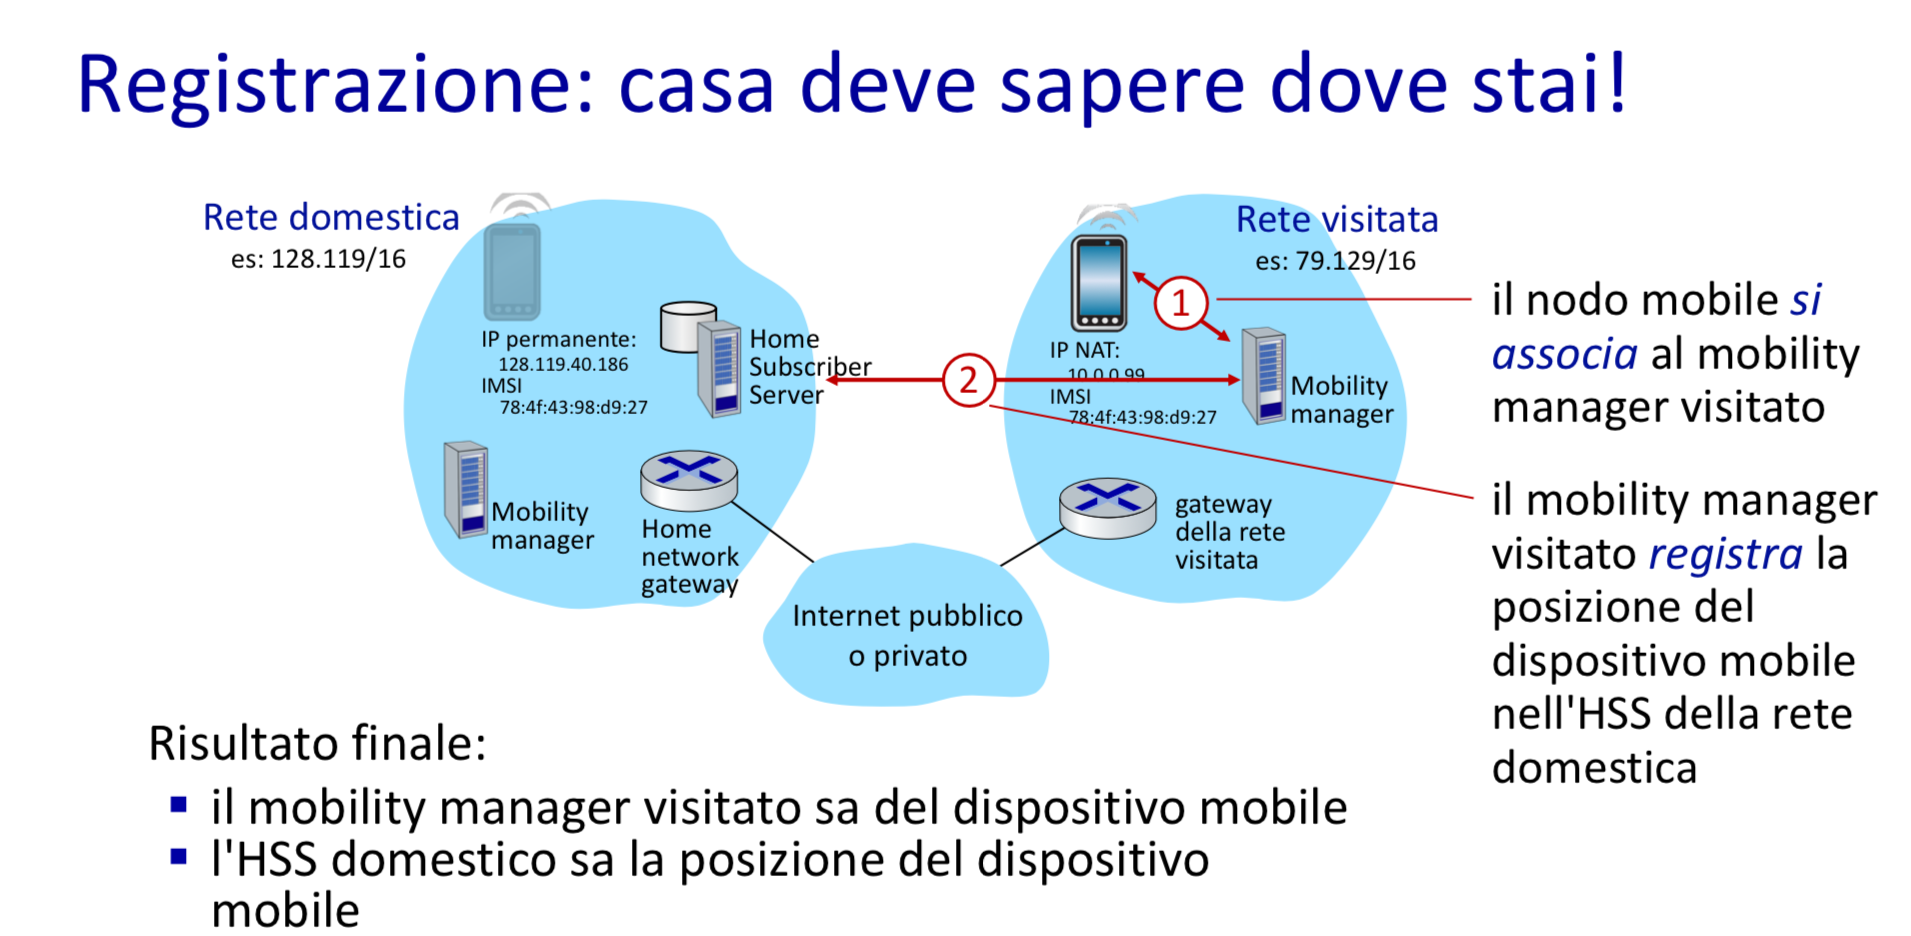 Registrazione: casa deve sapere dove stai!
Rete domestica
es: 128.119/16
IP permanente:
128.119.40.186
IMSI
78:4f:43:98:d9:27
Home
Subscriber
Server
Mobility
manager
Home
network
gateway
Internet pubblico
o privato
Rete visitata
es: 79.129/16
1
2
IP NAT:
10.0.0.99
IMSI
78:4f:43:98:d9:27
Mobility
manager
gateway
della rete
visitata
il nodo mobile si
associa al mobility
manager visitato
il mobility manager
visitato registra la
posizione del
dispositivo mobile
nell'HSS della rete
domestica
Risultato finale:
▪ il mobility manager visitato sa del dispositivo mobile
▪ l'HSS domestico sa la posizione del dispositivo
mobile